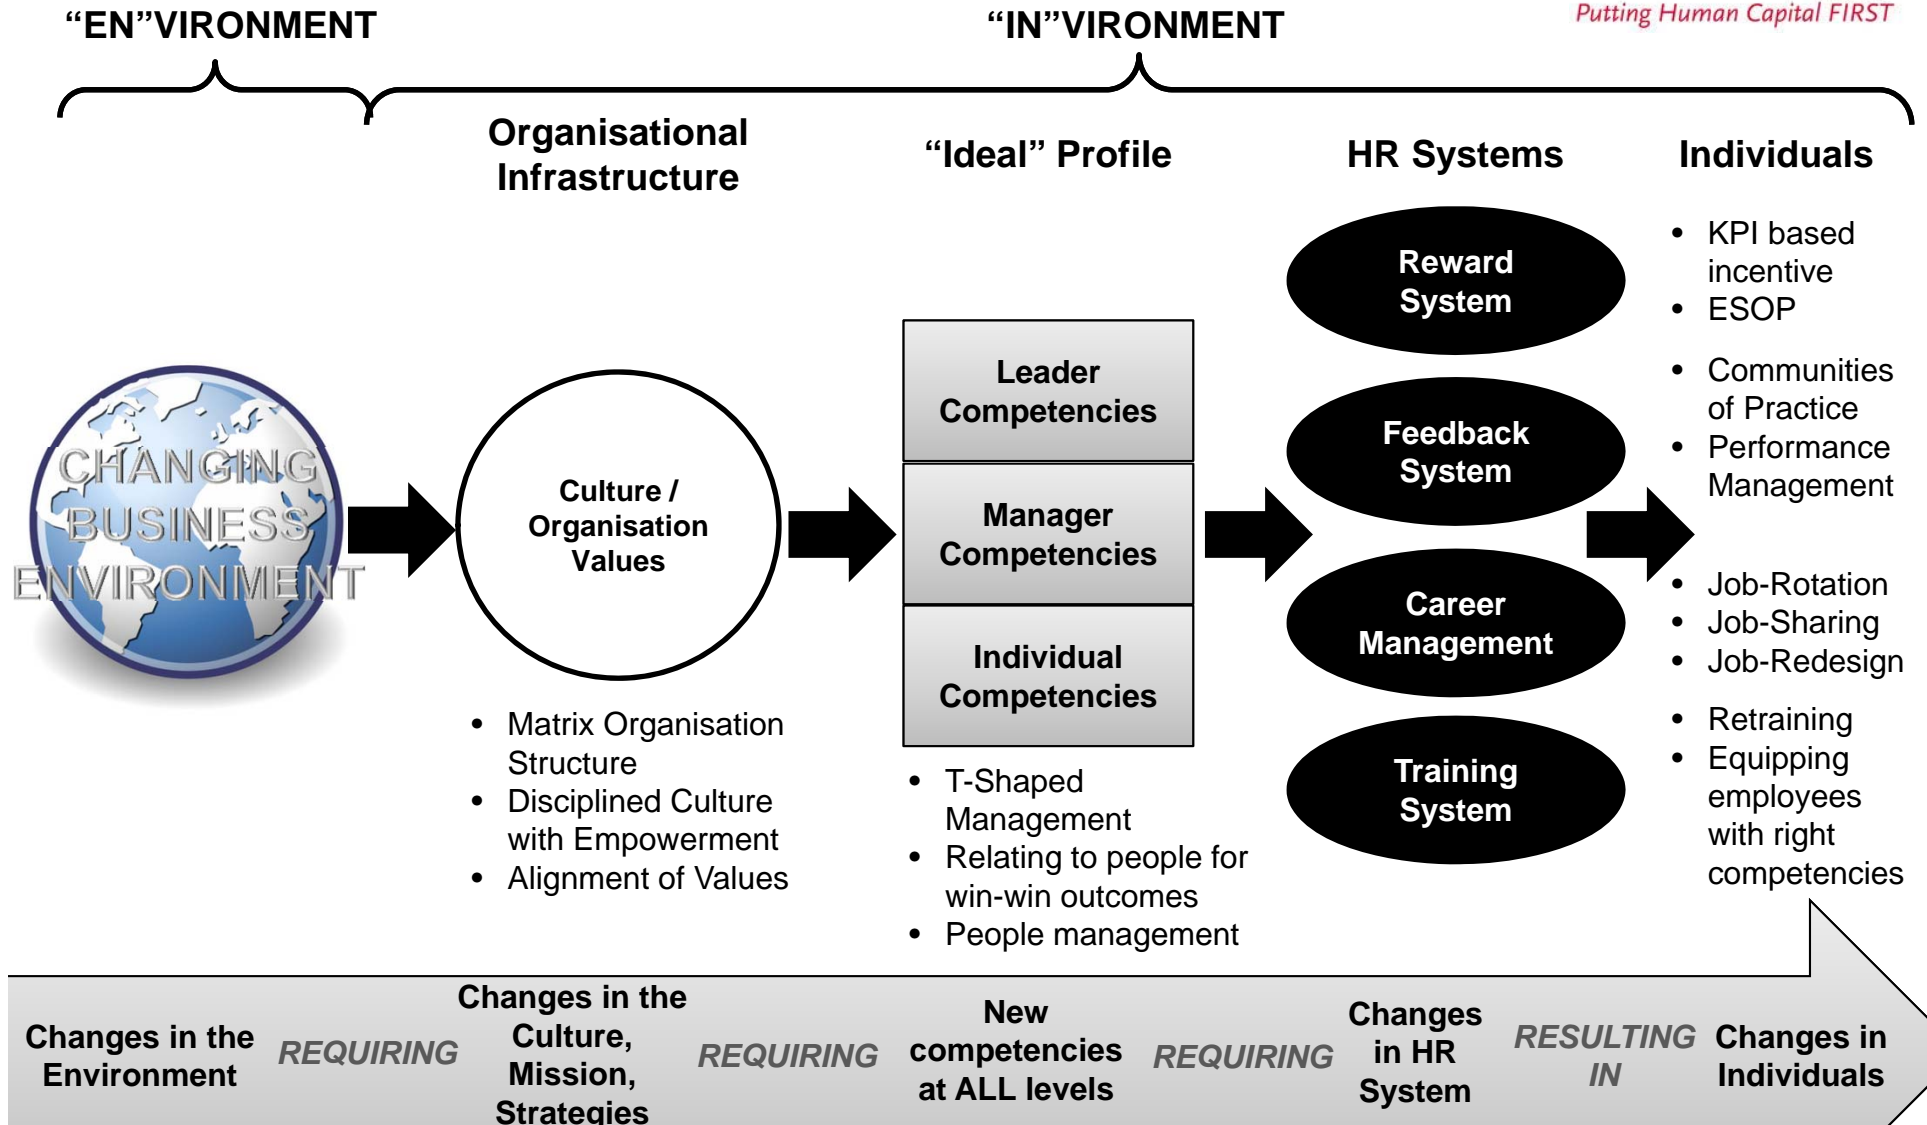 “EN”VIRONMENT
“IN”VIRONMENT
Putting Human Capital FIRST
Organisational
Infrastructure
“Ideal” Profile
HR Systems
Individuals
CHANGING
BUSINESS
ENVIRONMENT
Culture /
Organisation
Values
• Matrix Organisation
Structure
• Disciplined Culture
with Empowerment
• Alignment of Values
Leader
Competencies
Manager
Competencies
Individual
Competencies
• T-Shaped
Management
• Relating to people for
win-win outcomes
• People management
Reward
System
Feedback
System
Career
Management
Training
System
• KPI based
incentive
• ESOP
• Communities
of Practice
• Performance
Management
• Job-Rotation
• Job-Sharing
• Job-Redesign
• Retraining
• Equipping
employees
with right
competencies
Changes in the
Environment
REQUIRING
Changes in the
Culture,
Mission,
Strategies
REQUIRING
New
competencies
at ALL levels
REQUIRING
Changes
in HR
System
RESULTING
IN
Changes in
Individuals